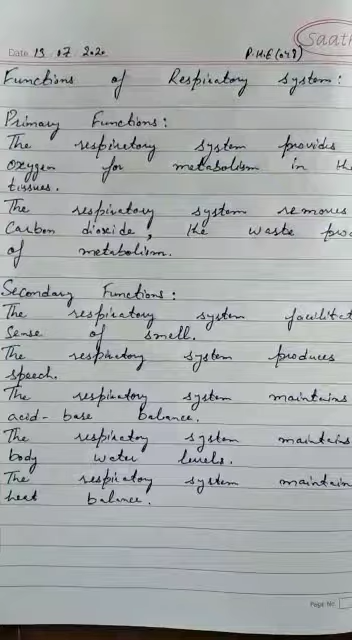 Saath
Date 13.07.2020
P.H.E (048)
Functions of Respiratory system:
Primary Functions:
The respiratory system provides
oxygen for metabolism in the
tissues.
The respiratory system removes
Carbon dioxide, the waste prod
of metabolism.
Secondary Functions:
The respiratory system facilitat
Sense of smell.
The respiratory system produces
speech.
The respiratory system maintains
acid-base balance.
The respiratory system maintains
body water levels.
The respiratory system maintain
heat balance.
Page No.